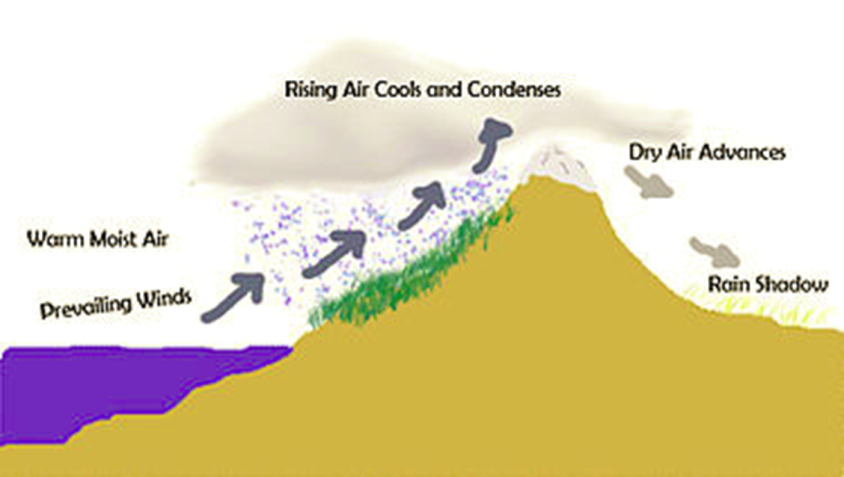 Rising Air Cools and Condenses
Dry Air Advances
Warm Moist Air
Prevailing Winds
Rain Shadow